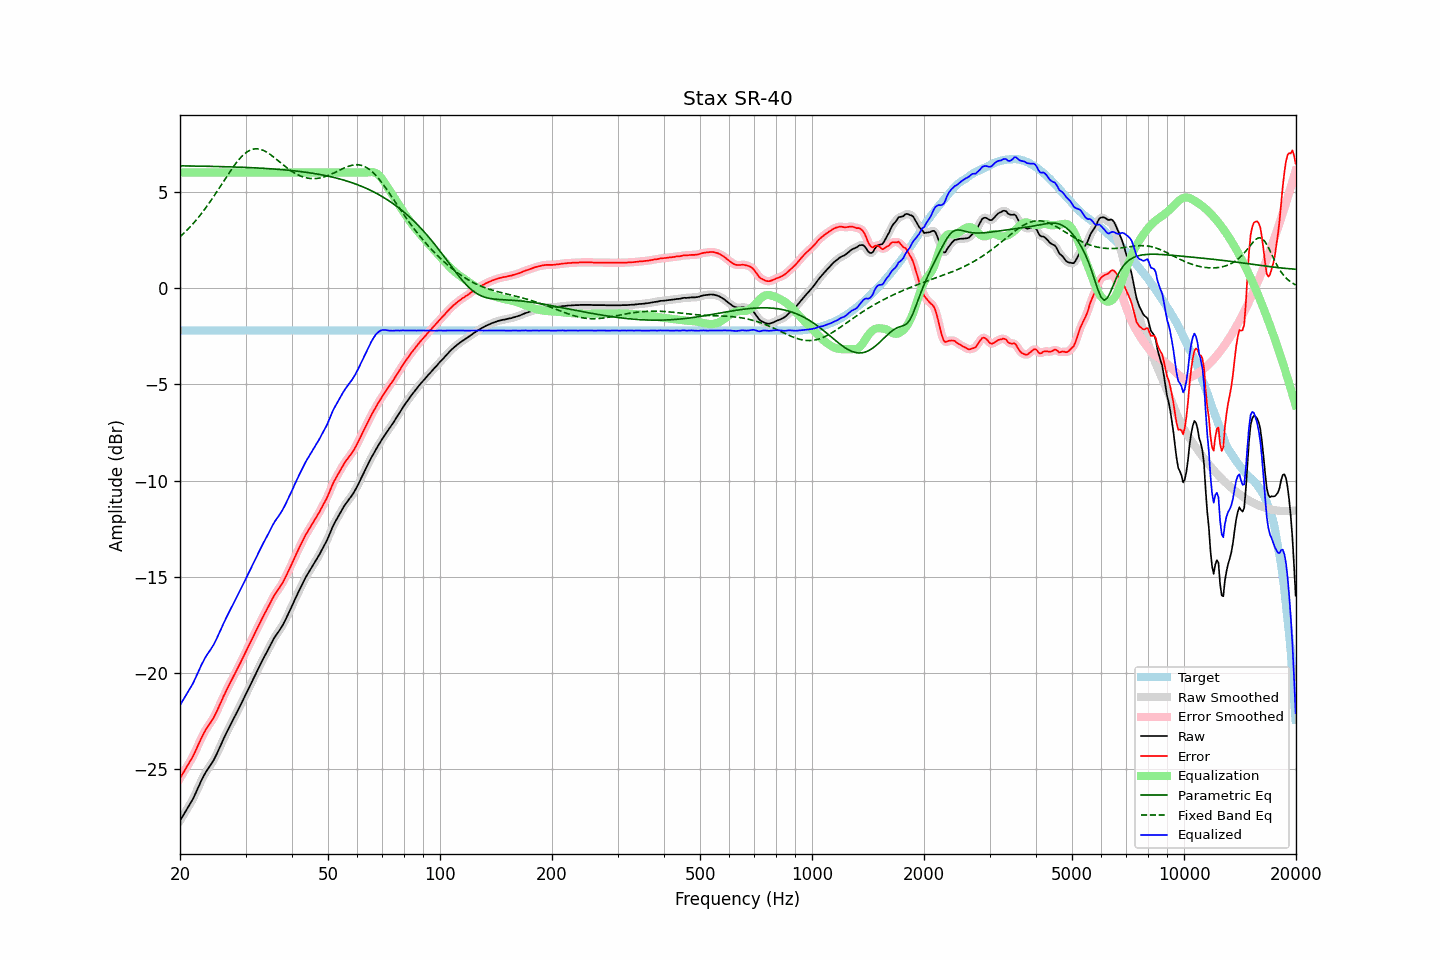 Stax SR-40
Amplitude (dBr)
5
0
−5
−10
−15
−20
−25
20
50
100
200
500
1000
2000
5000
10000
20000
Frequency (Hz)
Target
Raw Smoothed
Error Smoothed
Raw
Error
Equalization
Parametric Eq
Fixed Band Eq
Equalized